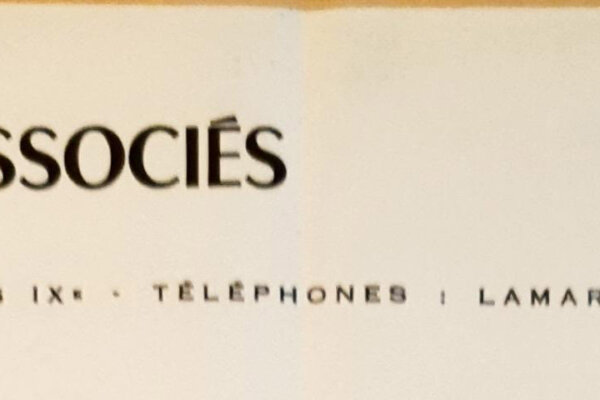 SSOCIÉS
S IXe - TÉLÉPHONES : LAMAR